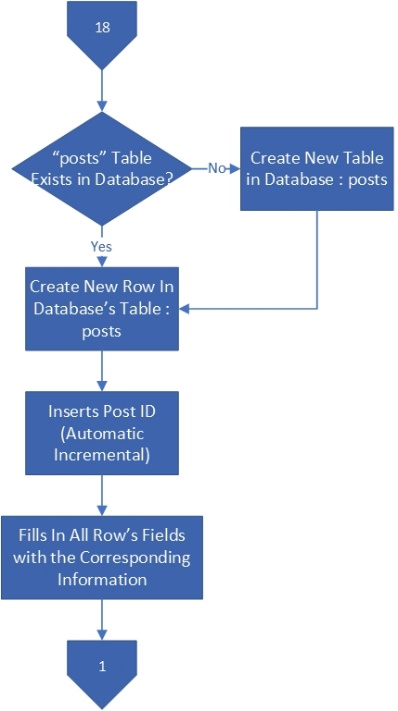 18
“posts” Table
Exists in Database?
No
Create New Table
in Database : posts
Yes
Create New Row In
Database’s Table :
posts
Inserts Post ID
(Automatic
Incremental)
Fills In All Row’s Fields
with the Corresponding
Information
1